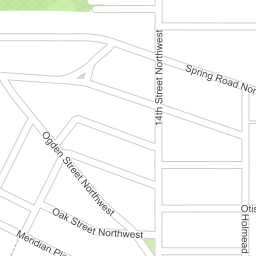 14th Street Northwest
Spring Road Nor
Ogden Street Northwest
Otis
Oak Street Northwest
Holmead
Meridian Pl